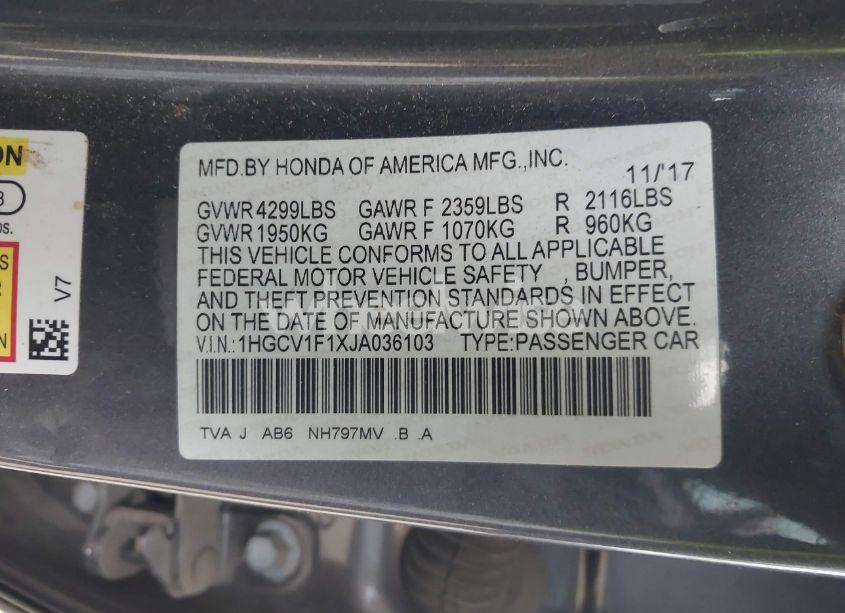 MFD.BY HONDA OF AMERICA MFG.,INC. 11/'17
GVWR 4299LBS GAWR F 2359LBS R 2116LBS
GVWR 1950KG GAWR F 1070KG R 960KG
THIS VEHICLE CONFORMS TO ALL APPLICABLE
FEDERAL MOTOR VEHICLE SAFETY , BUMPER,
AND THEFT PREVENTION STANDARDS IN EFFECT
ON THE DATE OF MANUFACTURE SHOWN ABOVE.
V.I.N.:1HGCV1F1XJA036103 TYPE:PASSENGER CAR
TVA J AB6 NH797MV .B .A
V7